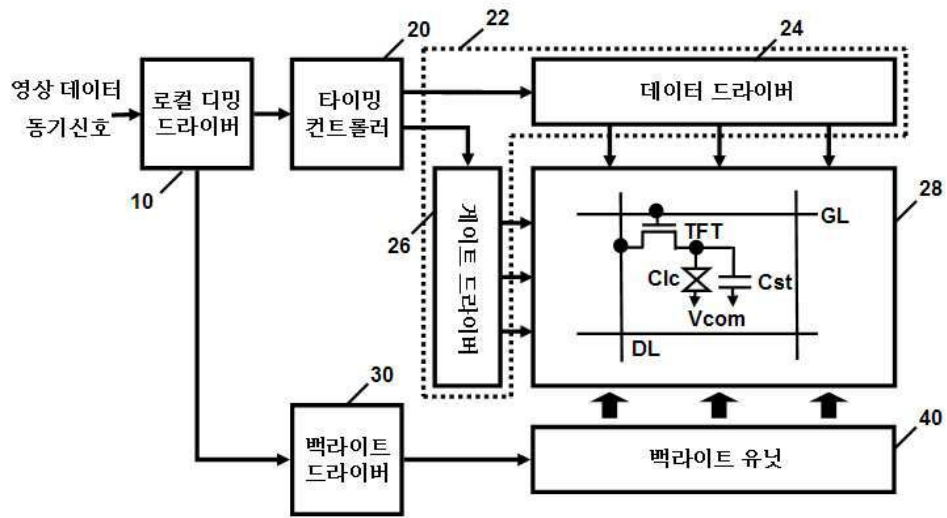 20
22
24
영상 데이터
동기신호
로컬 디밍
드라이버
타이밍
컨트롤러
데이터 드라이버
10
26
게이트 드라이버
28
GL
TFT
Clc
Cst
Vcom
DL
30
40
백라이트
드라이버
백라이트 유닛